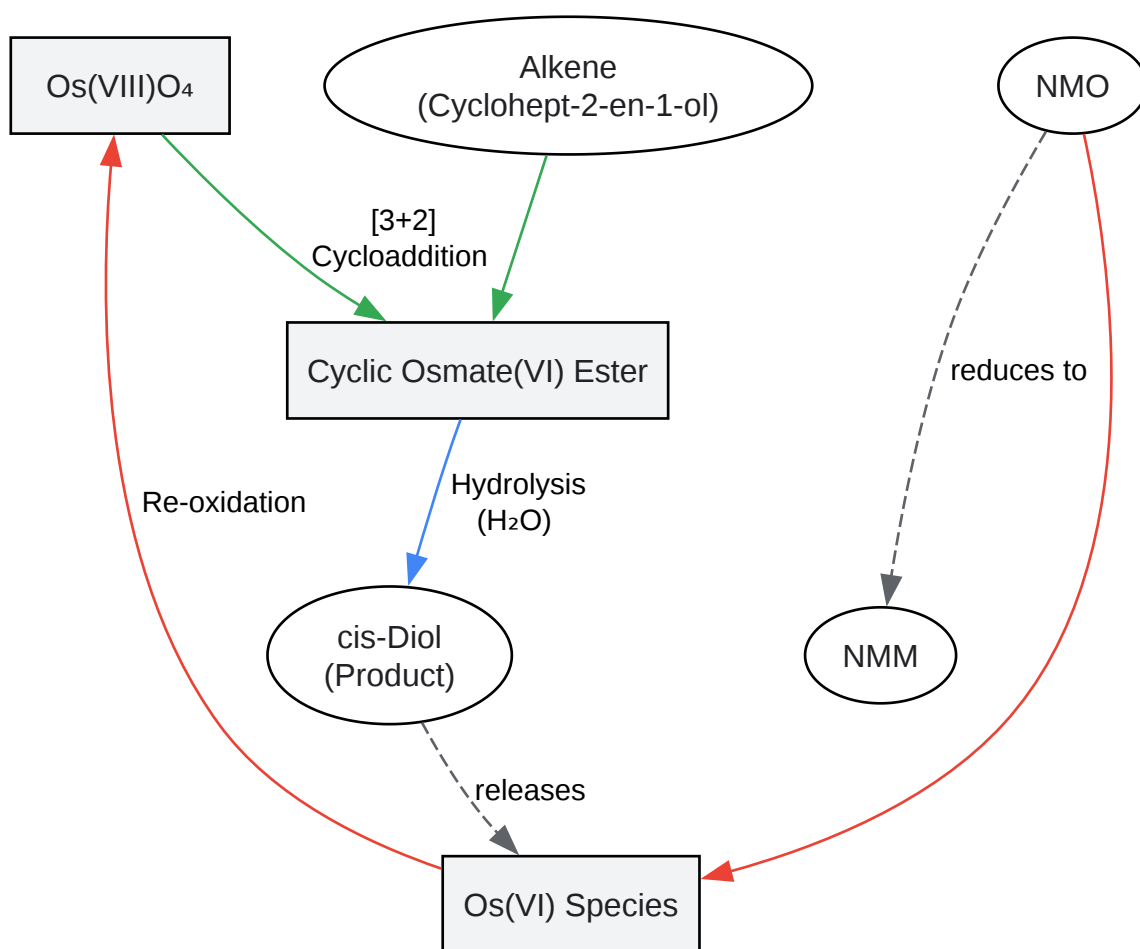 Os(VIII)O₄
Alkene
(Cyclohept-2-en-1-ol)
NMO
[3+2]
Cycloaddition
Cyclic Osmate(VI) Ester
reduces to
Re-oxidation
Hydrolysis
(H₂O)
cis-Diol
(Product)
NMM
releases
Os(VI) Species